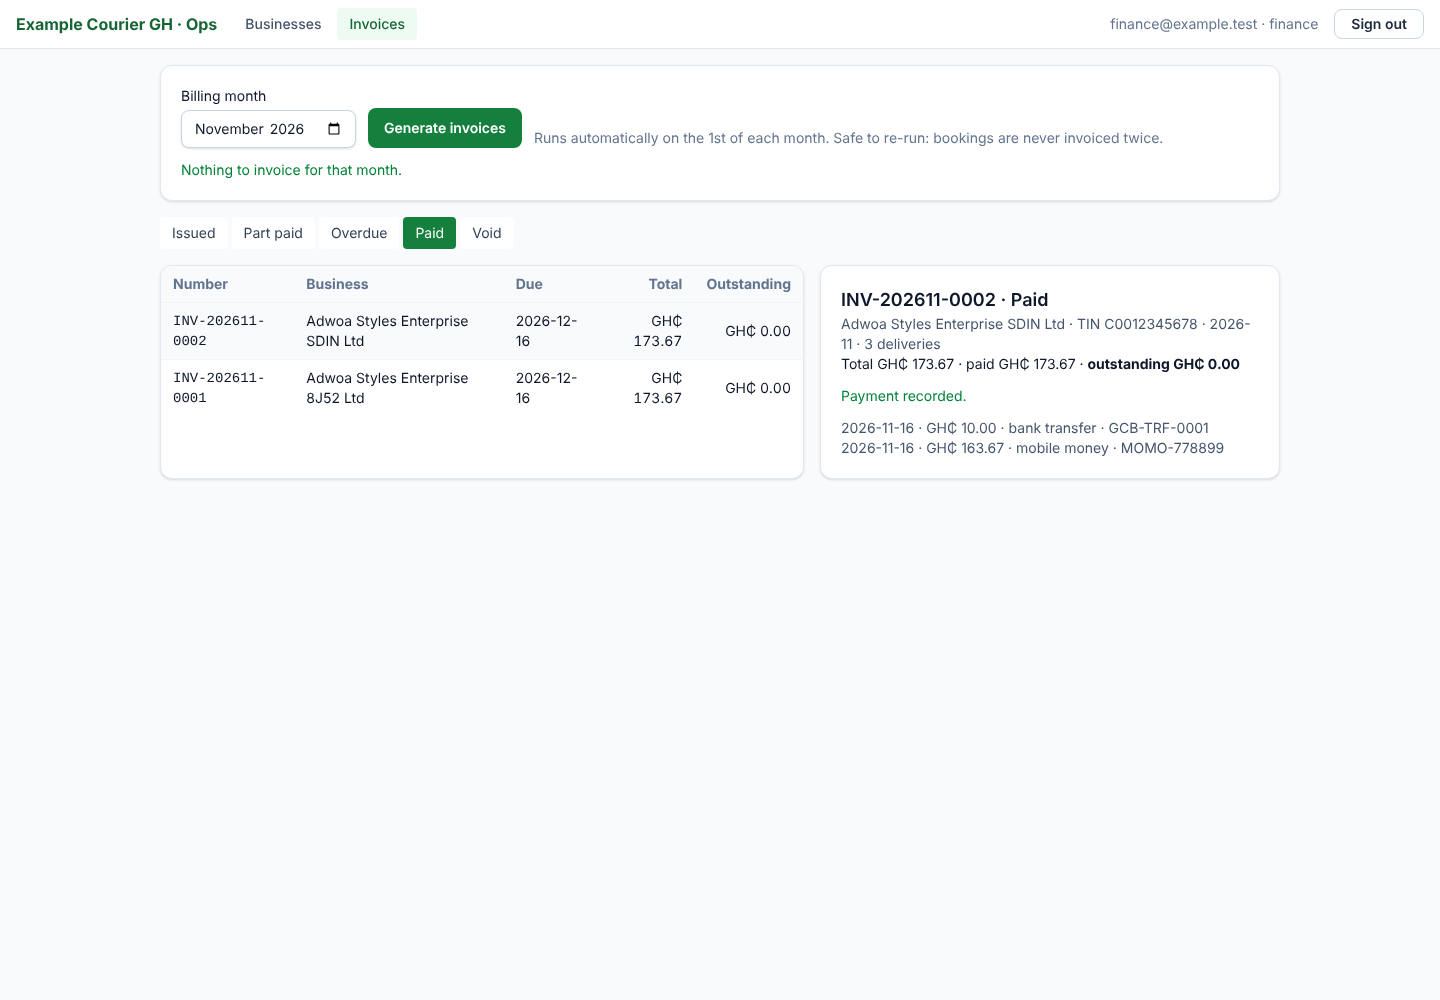 Example Courier GH · Ops
Businesses
Invoices
finance@example.test · finance
Sign out
Billing month
November 2026
Generate invoices
Runs automatically on the 1st of each month. Safe to re-run: bookings are never invoiced twice.
Nothing to invoice for that month.
Issued
Part paid
Overdue
Paid
Void
Number Business Due Total Outstanding
INV-202611-
0002
Adwoa Styles Enterprise
SDIN Ltd
2026-12-
16
GH₵
173.67
GH₵ 0.00
INV-202611-
0001
Adwoa Styles Enterprise
8J52 Ltd
2026-12-
16
GH₵
173.67
GH₵ 0.00
INV-202611-0002 · Paid
Adwoa Styles Enterprise SDIN Ltd · TIN C0012345678 · 2026-
11 · 3 deliveries
Total GH₵ 173.67 · paid GH₵ 173.67 · outstanding GH₵ 0.00
Payment recorded.
2026-11-16 · GH₵ 10.00 · bank transfer · GCB-TRF-0001
2026-11-16 · GH₵ 163.67 · mobile money · MOMO-778899